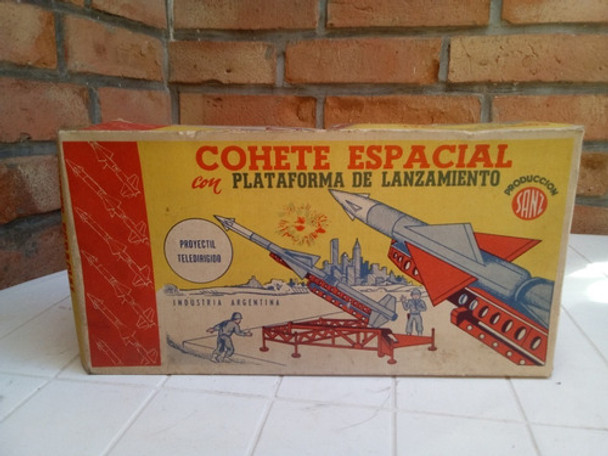 COHETE ESPACIAL
con PLATAFORMA DE LANZAMIENTO
PRODUCCION
SANZ
PROYECTIL
TELEDIRIGIDO
INDUSTRIA ARGENTINA